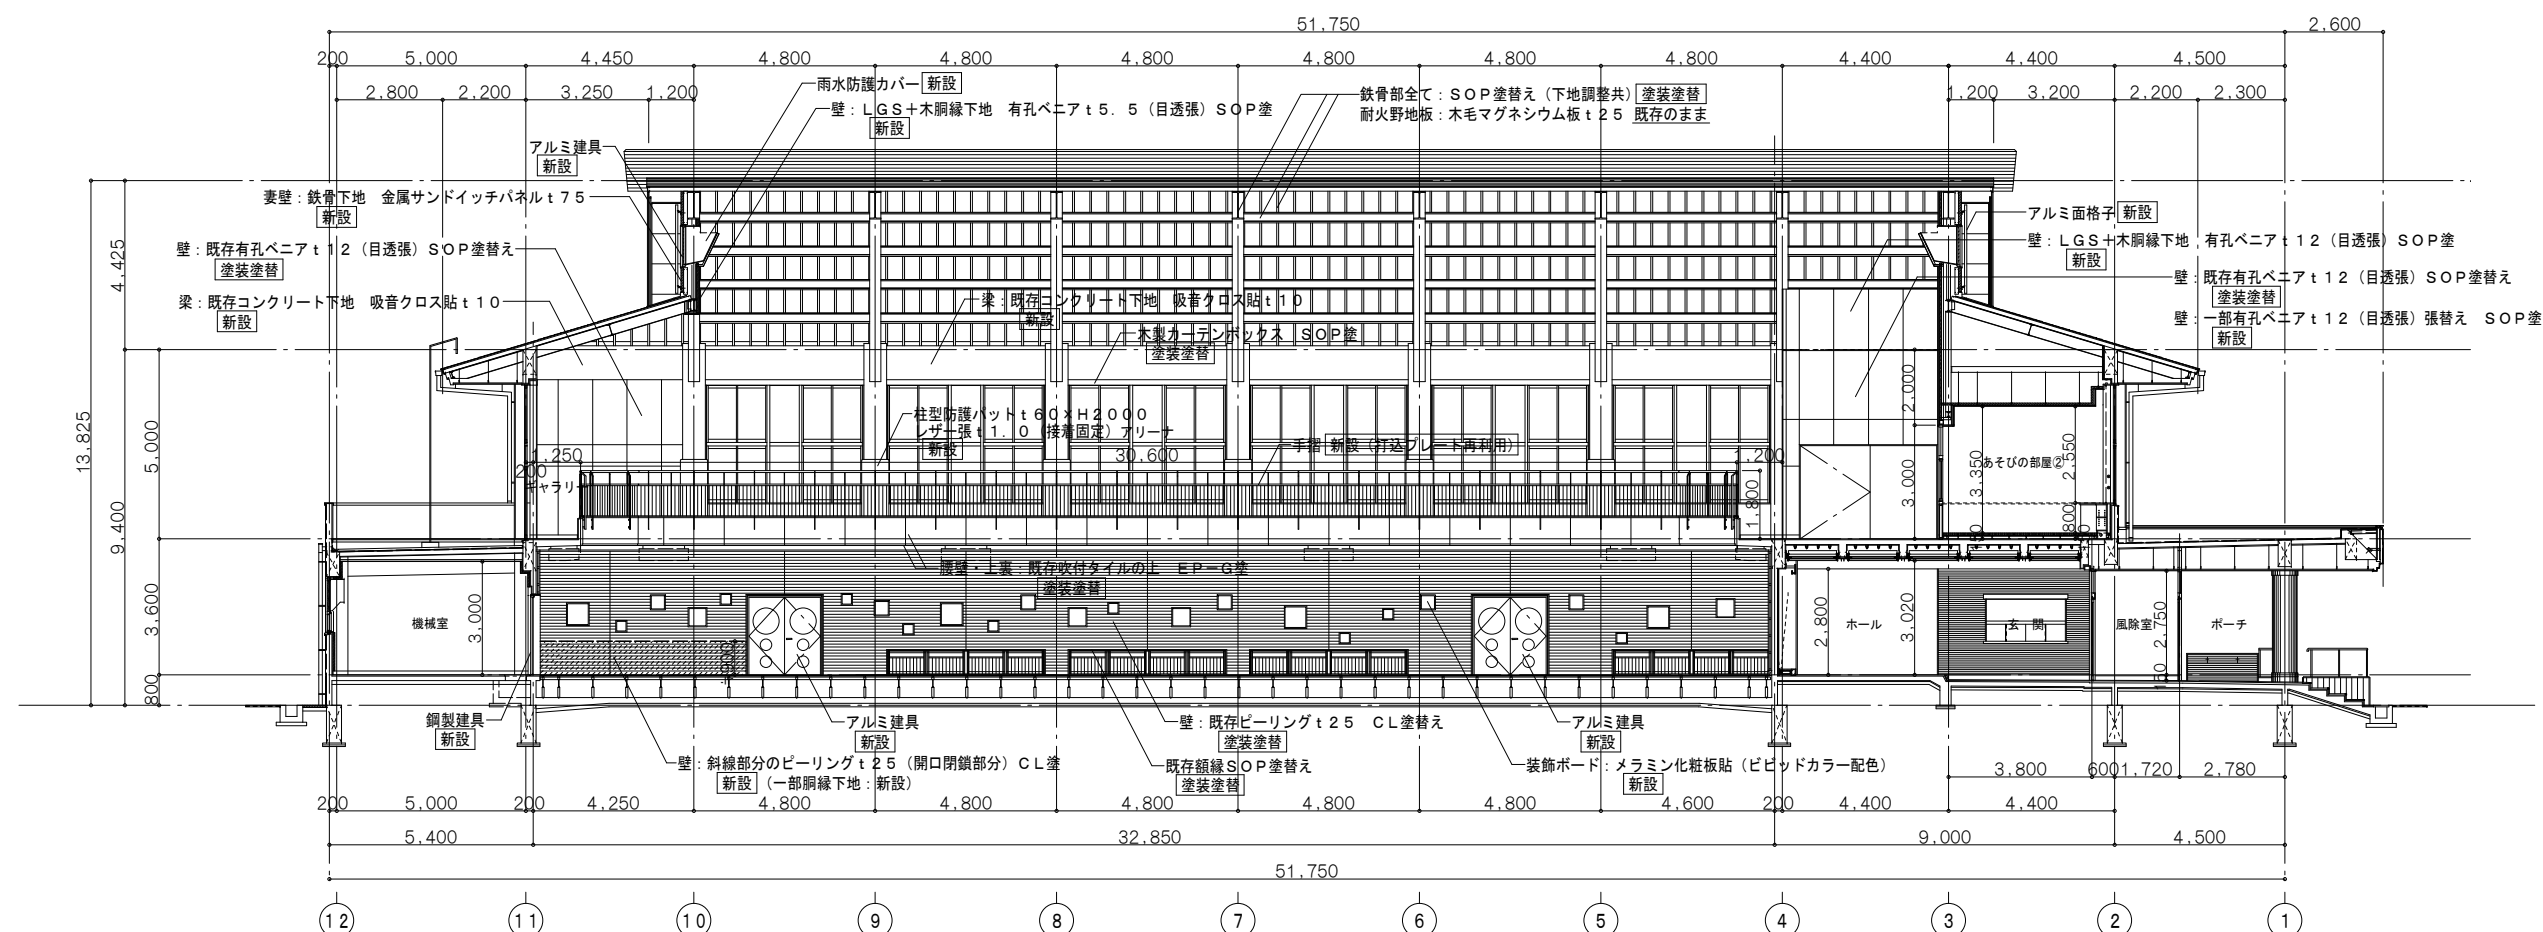 51,750
2,600
200
5,000
4,450
4,800
4,800
4,800
4,800
4,800
4,800
4,400
4,400
4,500
2,800
2,200
3,250
1,200
1,200
3,200
2,200
2,300
雨水防護カバー 新設
壁：ＬＧＳ＋木胴縁下地　有孔ベニアｔ５．５（目透張）ＳＯＰ塗
新設
鉄骨部全て：ＳＯＰ塗替え（下地調整共） 塗装塗替
耐火野地板：木毛マグネシウム板ｔ２５ 既存のまま
アルミ建具
新設
妻壁：鉄骨下地　金属サンドイッチパネルｔ７５
新設
壁：既存有孔ベニアｔ１２（目透張）ＳＯＰ塗替え
塗装塗替
梁：既存コンクリート下地　吸音クロス貼ｔ１０
新設
梁：既存コンクリート下地　吸音クロス貼ｔ１０
新設
木製カーテンボックス　ＳＯＰ塗
塗装塗替
アルミ面格子 新設
壁：ＬＧＳ＋木胴縁下地　有孔ベニアｔ１２（目透張）ＳＯＰ塗
新設
壁：既存有孔ベニアｔ１２（目透張）ＳＯＰ塗替え
塗装塗替
壁：一部有孔ベニアｔ１２（目透張）張替え　ＳＯＰ塗
新設
4,425
13,825
9,400
5,000
3,600
800
柱型防護パットｔ６０×Ｈ２０００
レザー張ｔ１．０（接着固定）アリーナ
新設
手摺 新設（打込プレート再利用）
1,250
200
30,600
1,200
ギャラリー
1,800
2,000
3,000
3,350
2,550
800
あそびの部屋②
腰壁・上裏：既存吹付タイルの上　ＥＰ－Ｇ塗
塗装塗替
機械室
3,000
900
2,800
ホール
3,020
玄　関
風除室
2,750
ポーチ
鋼製建具
新設
アルミ建具
新設
壁：既存ピーリングｔ２５　ＣＬ塗替え
塗装塗替
アルミ建具
新設
壁：斜線部分のピーリングｔ２５（開口閉鎖部分）ＣＬ塗
新設（一部胴縁下地：新設）
既存額縁ＳＯＰ塗替え
塗装塗替
装飾ボード：メラミン化粧板貼（ビビッドカラー配色）
新設
3,800
600
1,720
2,780
200
5,000
200
4,250
4,800
4,800
4,800
4,800
4,800
4,600
200
4,400
4,400
5,400
32,850
9,000
4,500
51,750
12
11
10
9
8
7
6
5
4
3
2
1